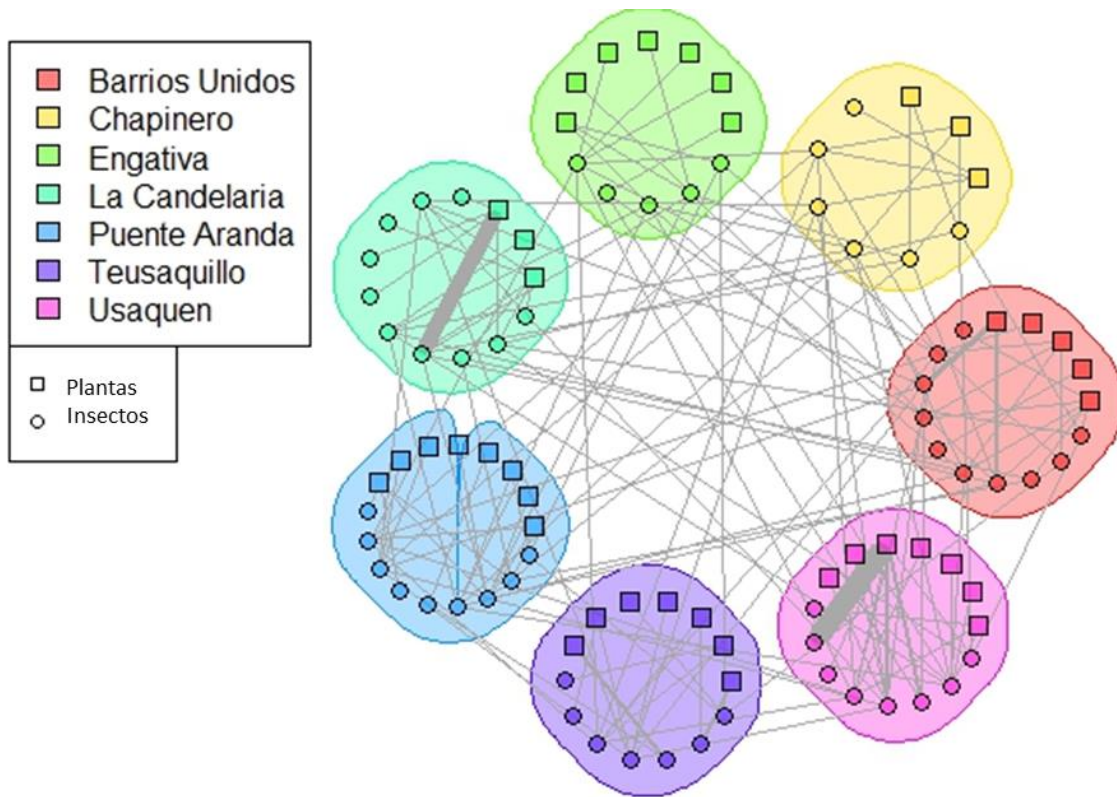 Barrios Unidos
Chapinero
Engativa
La Candelaria
Puente Aranda
Teusaquillo
Usaquen
Plantas
Insectos